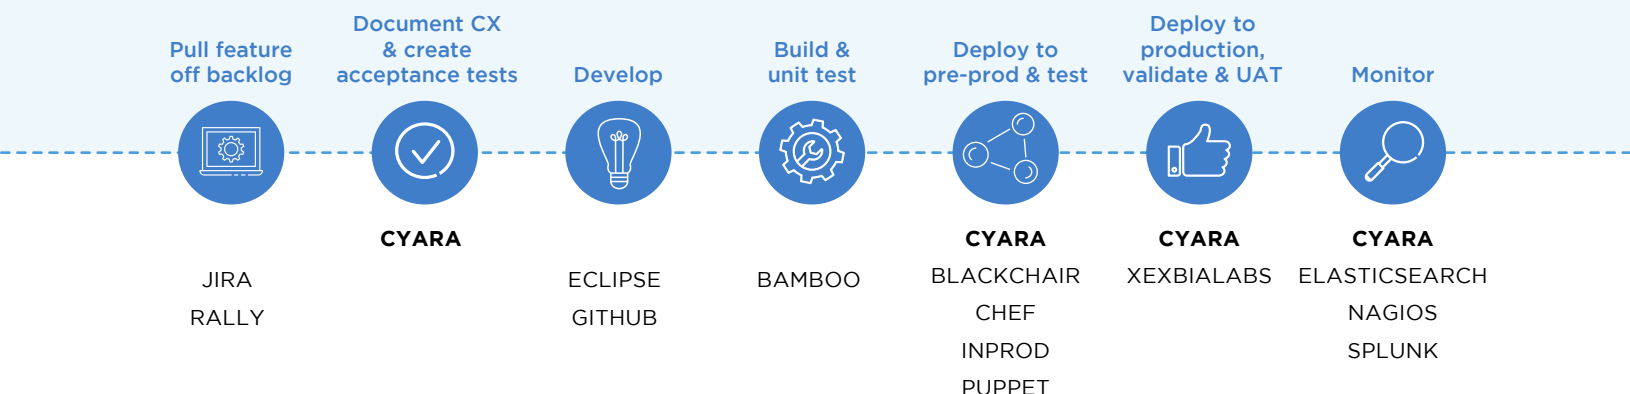 Pull feature
off backlog
Document CX
& create
acceptance tests
Develop
Build &
unit test
Deploy to
pre-prod & test
Deploy to
production,
validate & UAT
Monitor
JIRA
RALLY
CYARA
ECLIPSE
GITHUB
BAMBOO
CYARA
BLACKCHAIR
CHEF
INPROD
PUPPET
CYARA
XEXBIALABS
CYARA
ELASTICSEARCH
NAGIOS
SPLUNK